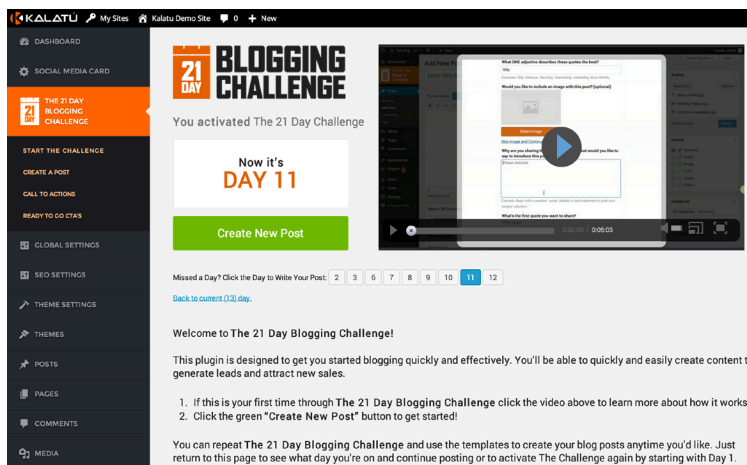 KALATÚ My Sites Kalatu Demo Site 0 + New
DASHBOARD
SOCIAL MEDIA CARD
THE 21 DAY
BLOGGING
CHALLENGE
START THE CHALLENGE
CREATE A POST
CALL TO ACTIONS
READY TO GO CTA'S
GLOBAL SETTINGS
SEO SETTINGS
THEME SETTINGS
THEMES
POSTS
PAGES
COMMENTS
MEDIA
21 DAY BLOGGING
CHALLENGE
You activated The 21 Day Challenge
Now it's
DAY 11
Create New Post
What ONE adjective describes those quotes the best?
Silly
Would you like to include an image with this post? (optional)
Select Image
What's the first quote you want to share?
0:00:00 / 0:05:03
Missed a Day? Click the Day to Write Your Post: 2 3 6 7 8 9 10 11 12
Back to current (13) day.
Welcome to The 21 Day Blogging Challenge!
This plugin is designed to get you started blogging quickly and effectively. You'll be able to quickly and easily create content t
generate leads and attract new sales.
1. If this is your first time through The 21 Day Blogging Challenge click the video above to learn more about how it works
2. Click the green "Create New Post" button to get started!
You can repeat The 21 Day Blogging Challenge and use the templates to create your blog posts anytime you'd like. Just
return to this page to see what day you're on and continue posting or to activate The Challenge again by starting with Day 1.